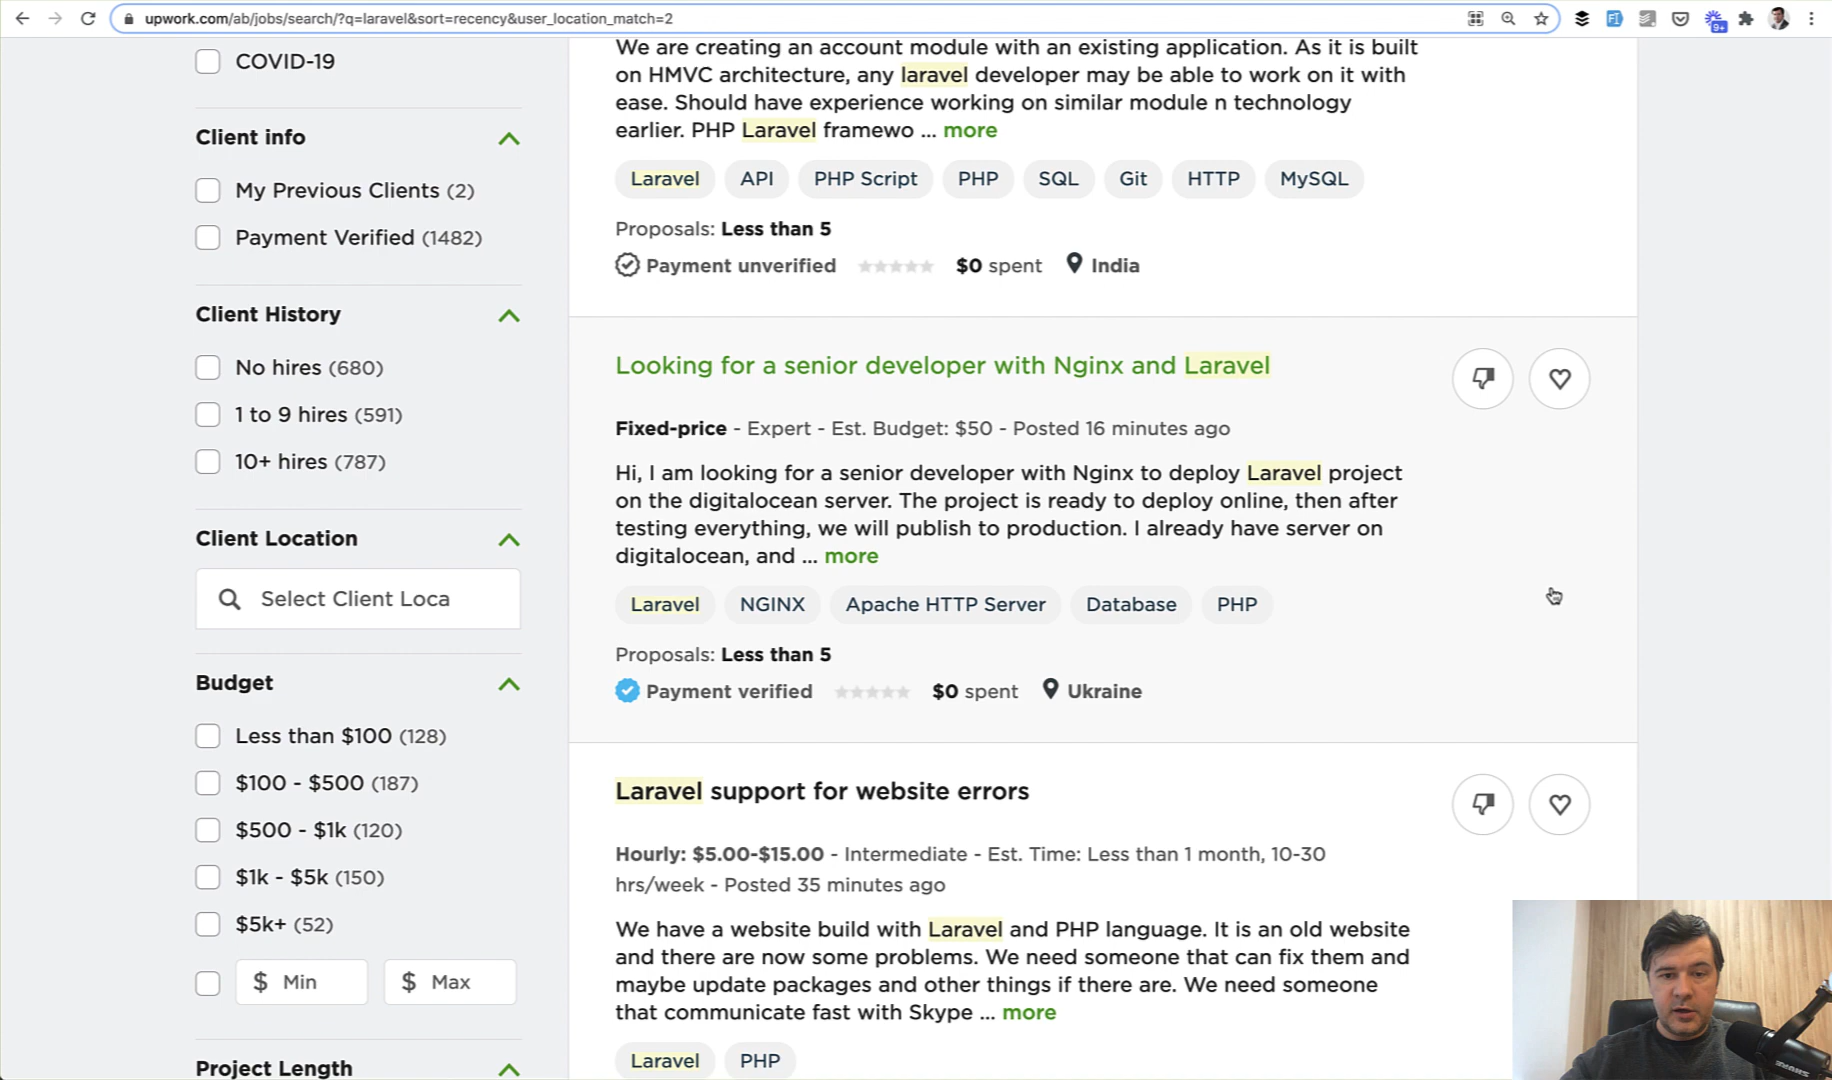 upwork.com/ab/jobs/search/?q=laravel&sort=recency&user_location_match=2
9+
COVID-19
Client info
My Previous Clients (2)
Payment Verified (1482)
Client History
No hires (680)
1 to 9 hires (591)
10+ hires (787)
Client Location
Select Client Loca
Budget
Less than $100 (128)
$100 - $500 (187)
$500 - $1k (120)
$1k - $5k (150)
$5k+ (52)
$ Min $ Max
Project Length
We are creating an account module with an existing application. As it is built
on HMVC architecture, any laravel developer may be able to work on it with
ease. Should have experience working on similar module n technology
earlier. PHP Laravel framewo ... more
Laravel API PHP Script PHP SQL Git HTTP MySQL
Proposals: Less than 5
Payment unverified $0 spent India
Looking for a senior developer with Nginx and Laravel
Fixed-price - Expert - Est. Budget: $50 - Posted 16 minutes ago
Hi, I am looking for a senior developer with Nginx to deploy Laravel project
on the digitalocean server. The project is ready to deploy online, then after
testing everything, we will publish to production. I already have server on
digitalocean, and ... more
Laravel NGINX Apache HTTP Server Database PHP
Proposals: Less than 5
Payment verified $0 spent Ukraine
Laravel support for website errors
Hourly: $5.00-$15.00 - Intermediate - Est. Time: Less than 1 month, 10-30
hrs/week - Posted 35 minutes ago
We have a website build with Laravel and PHP language. It is an old website
and there are now some problems. We need someone that can fix them and
maybe update packages and other things if there are. We need someone
that communicate fast with Skype ... more
Laravel PHP